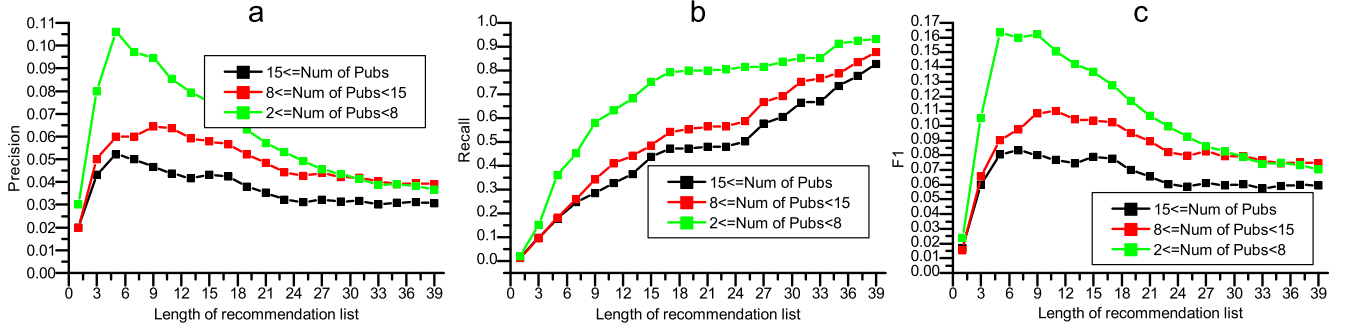 a
0.11
0.10
0.09
0.08
0.07
0.06
0.05
0.04
0.03
0.02
0.01
0.00
Precision
15<=Num of Pubs
8<=Num of Pubs<15
2<=Num of Pubs<8
0 3 6 9 12 15 18 21 24 27 30 33 36 39
Length of recommendation list
b
1.0
0.9
0.8
0.7
0.6
0.5
0.4
0.3
0.2
0.1
0.0
Recall
15<=Num of Pubs
8<=Num of Pubs<15
2<=Num of Pubs<8
0 3 6 9 12 15 18 21 24 27 30 33 36 39
Length of recommendation list
c
0.17
0.16
0.15
0.14
0.13
0.12
0.11
0.10
0.09
0.08
0.07
0.06
0.05
0.04
0.03
0.02
0.01
0.00
F1
15<=Num of Pubs
8<=Num of Pubs<15
2<=Num of Pubs<8
0 3 6 9 12 15 18 21 24 27 30 33 36 39
Length of recommendation list